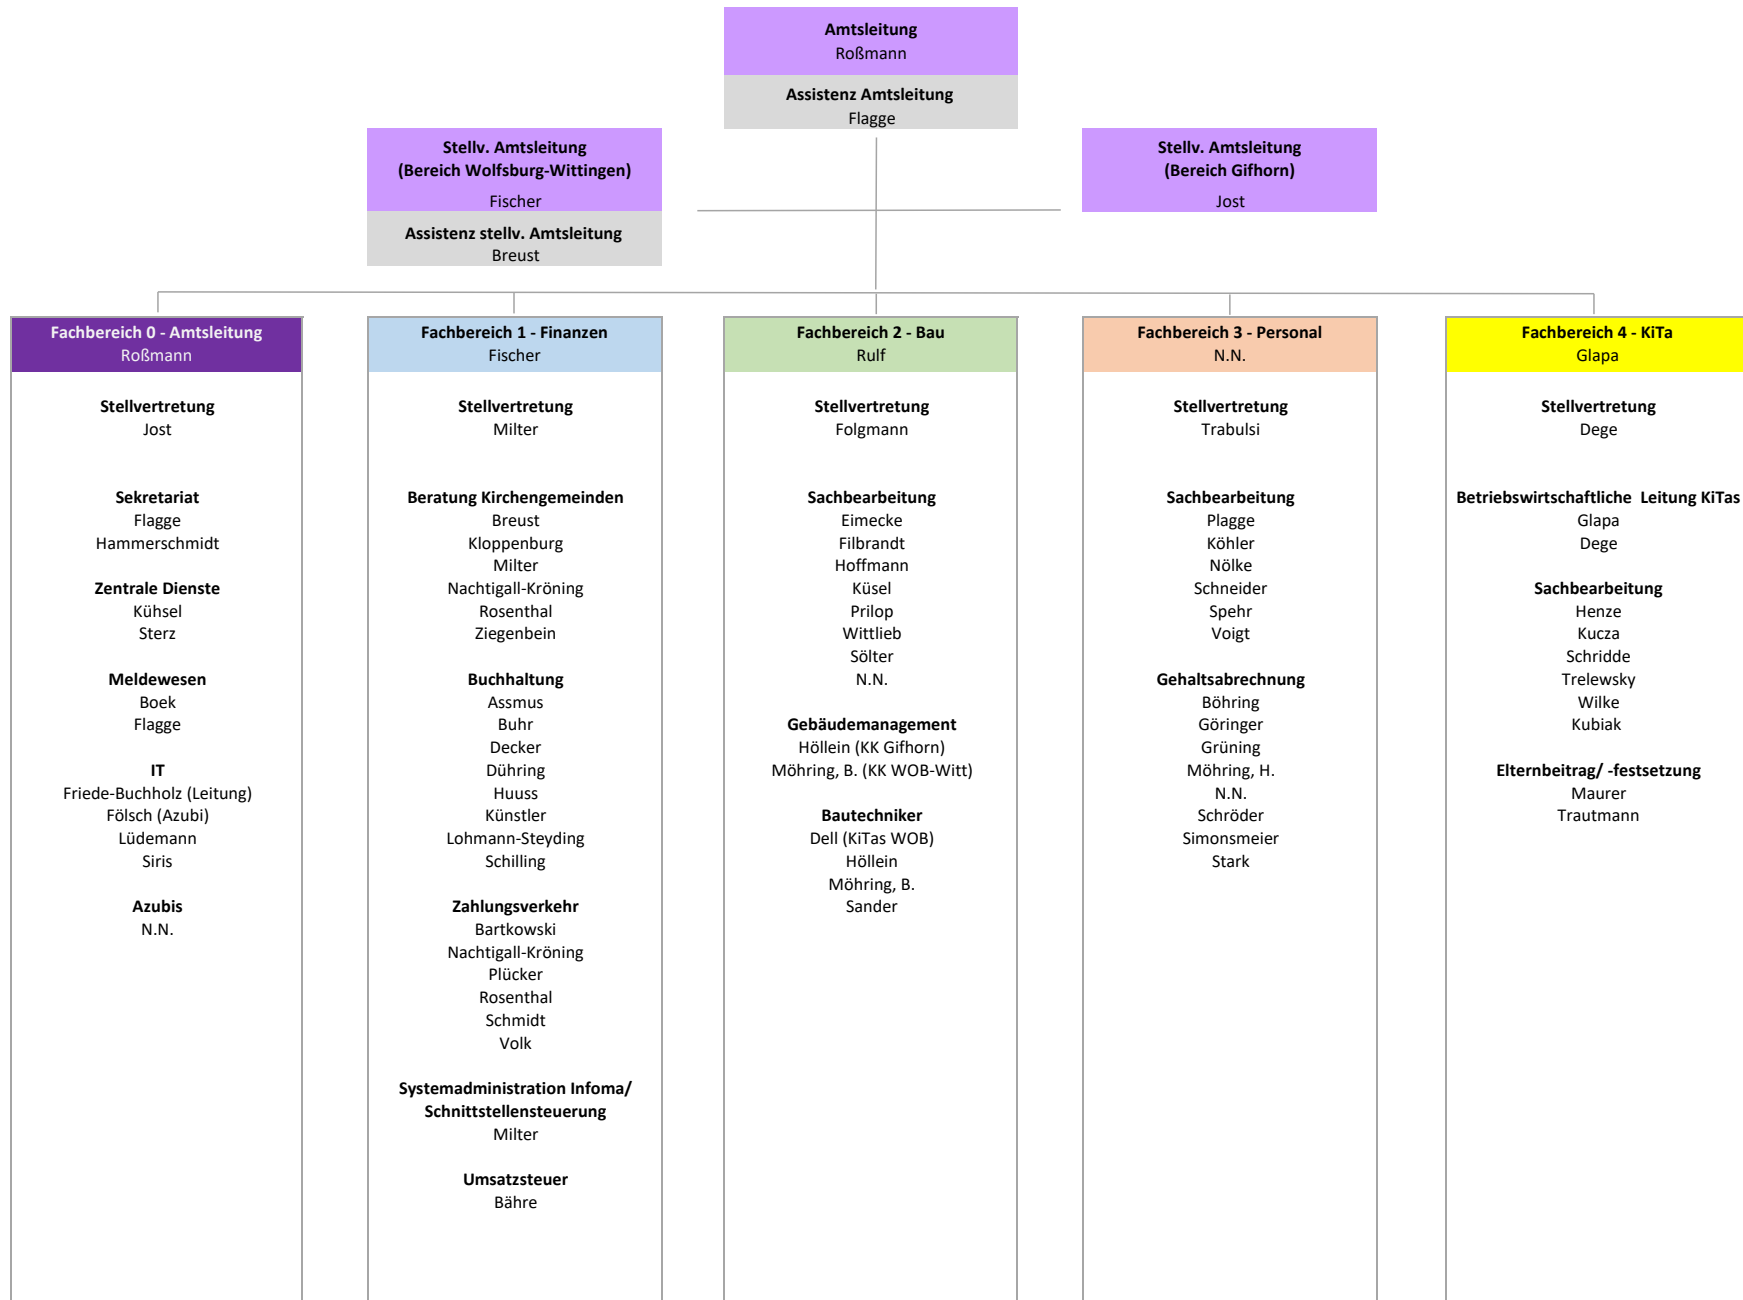 Amtsleitung
Roßmann
Assistenz Amtsleitung
Flagge
Stellv. Amtsleitung
(Bereich Wolfsburg-Wittingen)
Fischer
Assistenz stellv. Amtsleitung
Breust
Stellv. Amtsleitung
(Bereich Gifhorn)
Jost
Fachbereich 0 - Amtsleitung
Roßmann
Stellvertretung
Jost
Sekretariat
Flagge
Hammerschmidt
Zentrale Dienste
Kühsel
Sterz
Meldewesen
Boek
Flagge
IT
Friede-Buchholz (Leitung)
Fölsch (Azubi)
Lüdemann
Siris
Azubis
N.N.
Fachbereich 1 - Finanzen
Fischer
Stellvertretung
Milter
Beratung Kirchengemeinden
Breust
Kloppenburg
Milter
Nachtigall-Kröning
Rosenthal
Ziegenbein
Buchhaltung
Assmus
Buhr
Decker
Dühring
Huuss
Künstler
Lohmann-Steyding
Schilling
Zahlungsverkehr
Bartkowski
Nachtigall-Kröning
Plücker
Rosenthal
Schmidt
Volk
Systemadministration Infoma/
Schnittstellensteuerung
Milter
Umsatzsteuer
Bähre
Fachbereich 2 - Bau
Rulf
Stellvertretung
Folgmann
Sachbearbeitung
Eimecke
Filbrandt
Hoffmann
Küsel
Prilop
Wittlieb
Sölter
N.N.
Gebäudemanagement
Höllein (KK Gifhorn)
Möhring, B. (KK WOB-Witt)
Bautechniker
Dell (KiTas WOB)
Höllein
Möhring, B.
Sander
Fachbereich 3 - Personal
N.N.
Stellvertretung
Trabulsi
Sachbearbeitung
Plagge
Köhler
Nölke
Schneider
Spehr
Voigt
Gehaltsabrechnung
Böhring
Göringer
Grüning
Möhring, H.
N.N.
Schröder
Simonsmeier
Stark
Fachbereich 4 - KiTa
Glapa
Stellvertretung
Dege
Betriebswirtschaftliche Leitung KiTas
Glapa
Dege
Sachbearbeitung
Henze
Kucza
Schridde
Trelewsky
Wilke
Kubiak
Elternbeitrag/ -festsetzung
Maurer
Trautmann